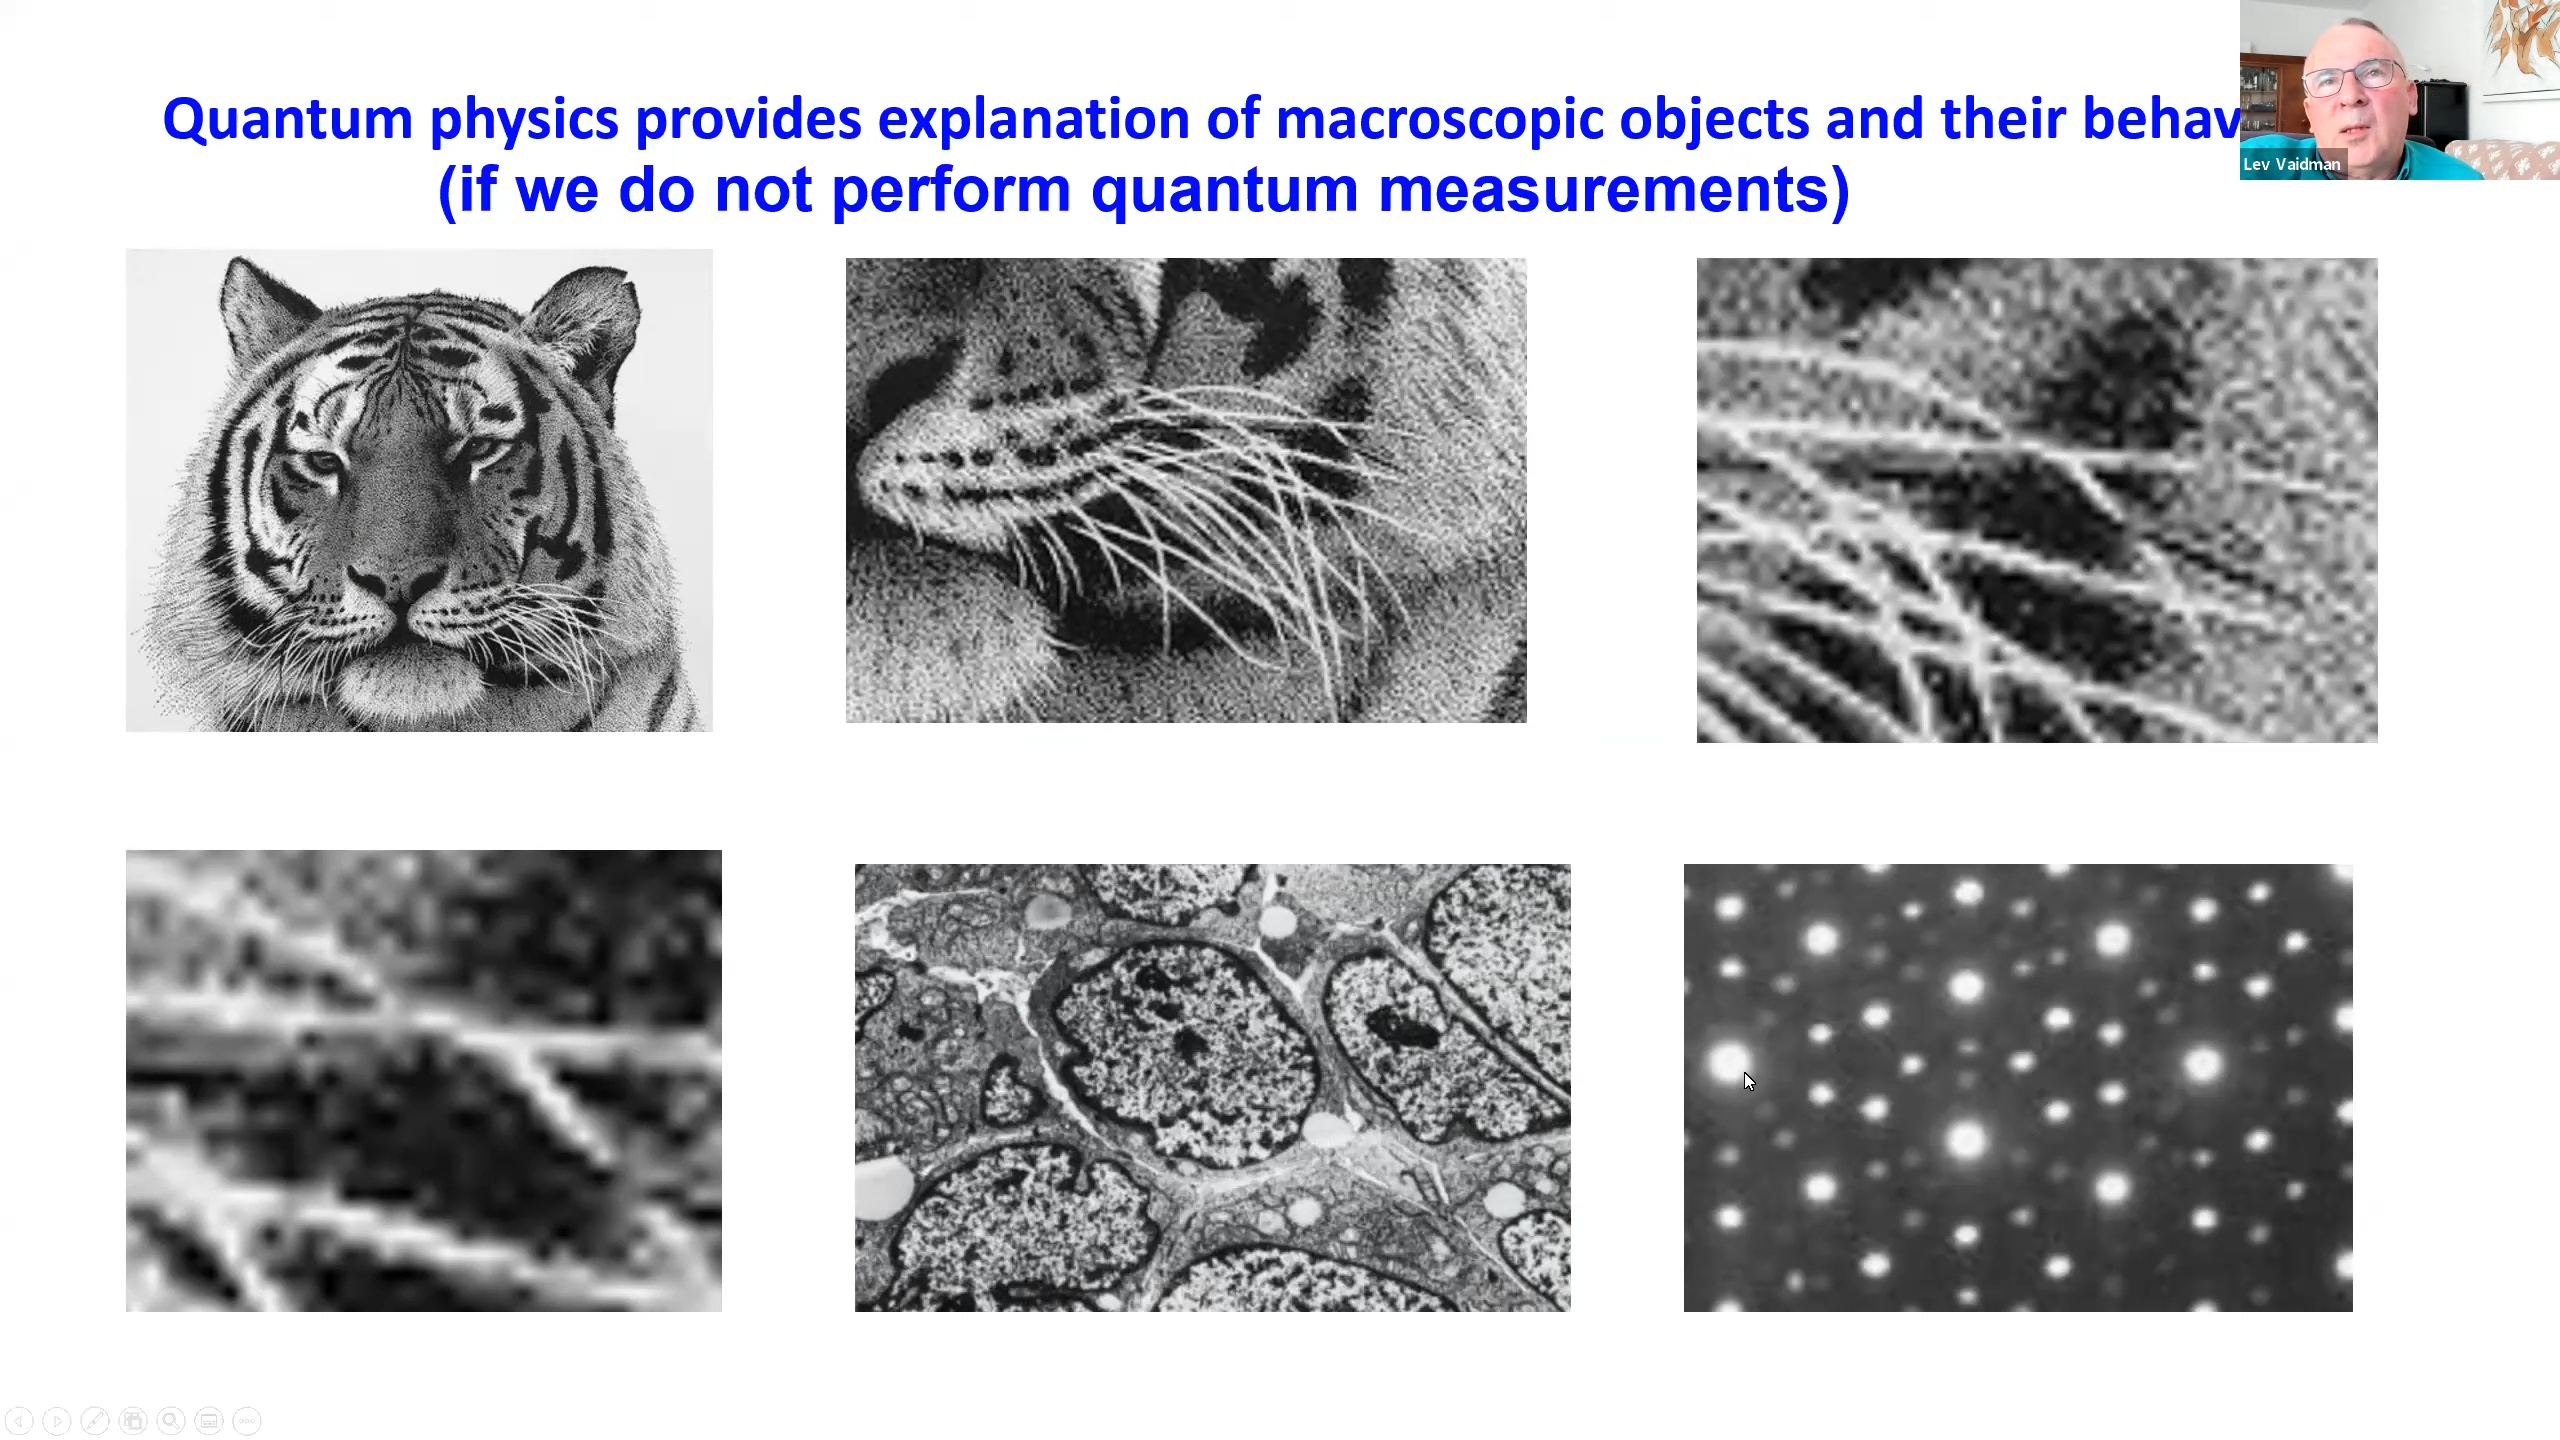 Quantum physics provides explanation of macroscopic objects and their behav
(if we do not perform quantum measurements)
Lev Vaidman